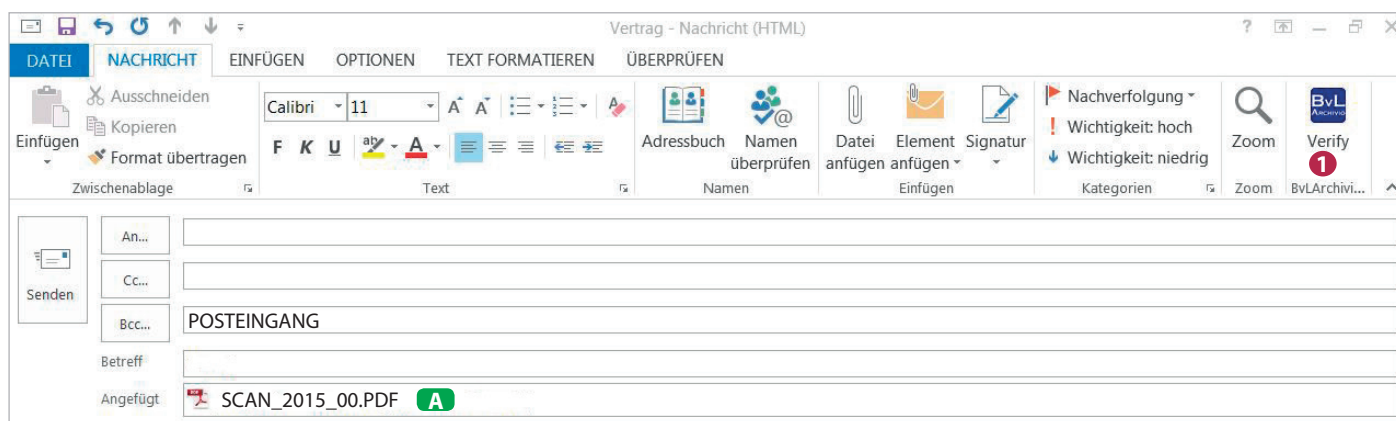 Vertrag - Nachricht (HTML)
?
DATEI NACHRICHT EINFÜGEN OPTIONEN TEXT FORMATIEREN ÜBERPRÜFEN
Einfügen
Ausschneiden
Kopieren
Format übertragen
Zwischenablage
Calibri 11 A A
F K U ab A
Text
Adressbuch
Namen überprüfen
Namen
Datei anfügen
Element anfügen
Signatur
Einfügen
Nachverfolgung
! Wichtigkeit: hoch
Wichtigkeit: niedrig
Kategorien
Zoom
Zoom
BvL
ARCHIVIO
Verify
1
BvLArchivi...
Senden
An...
Cc...
Bcc... POSTEINGANG
Betreff
Angefügt SCAN_2015_00.PDF A